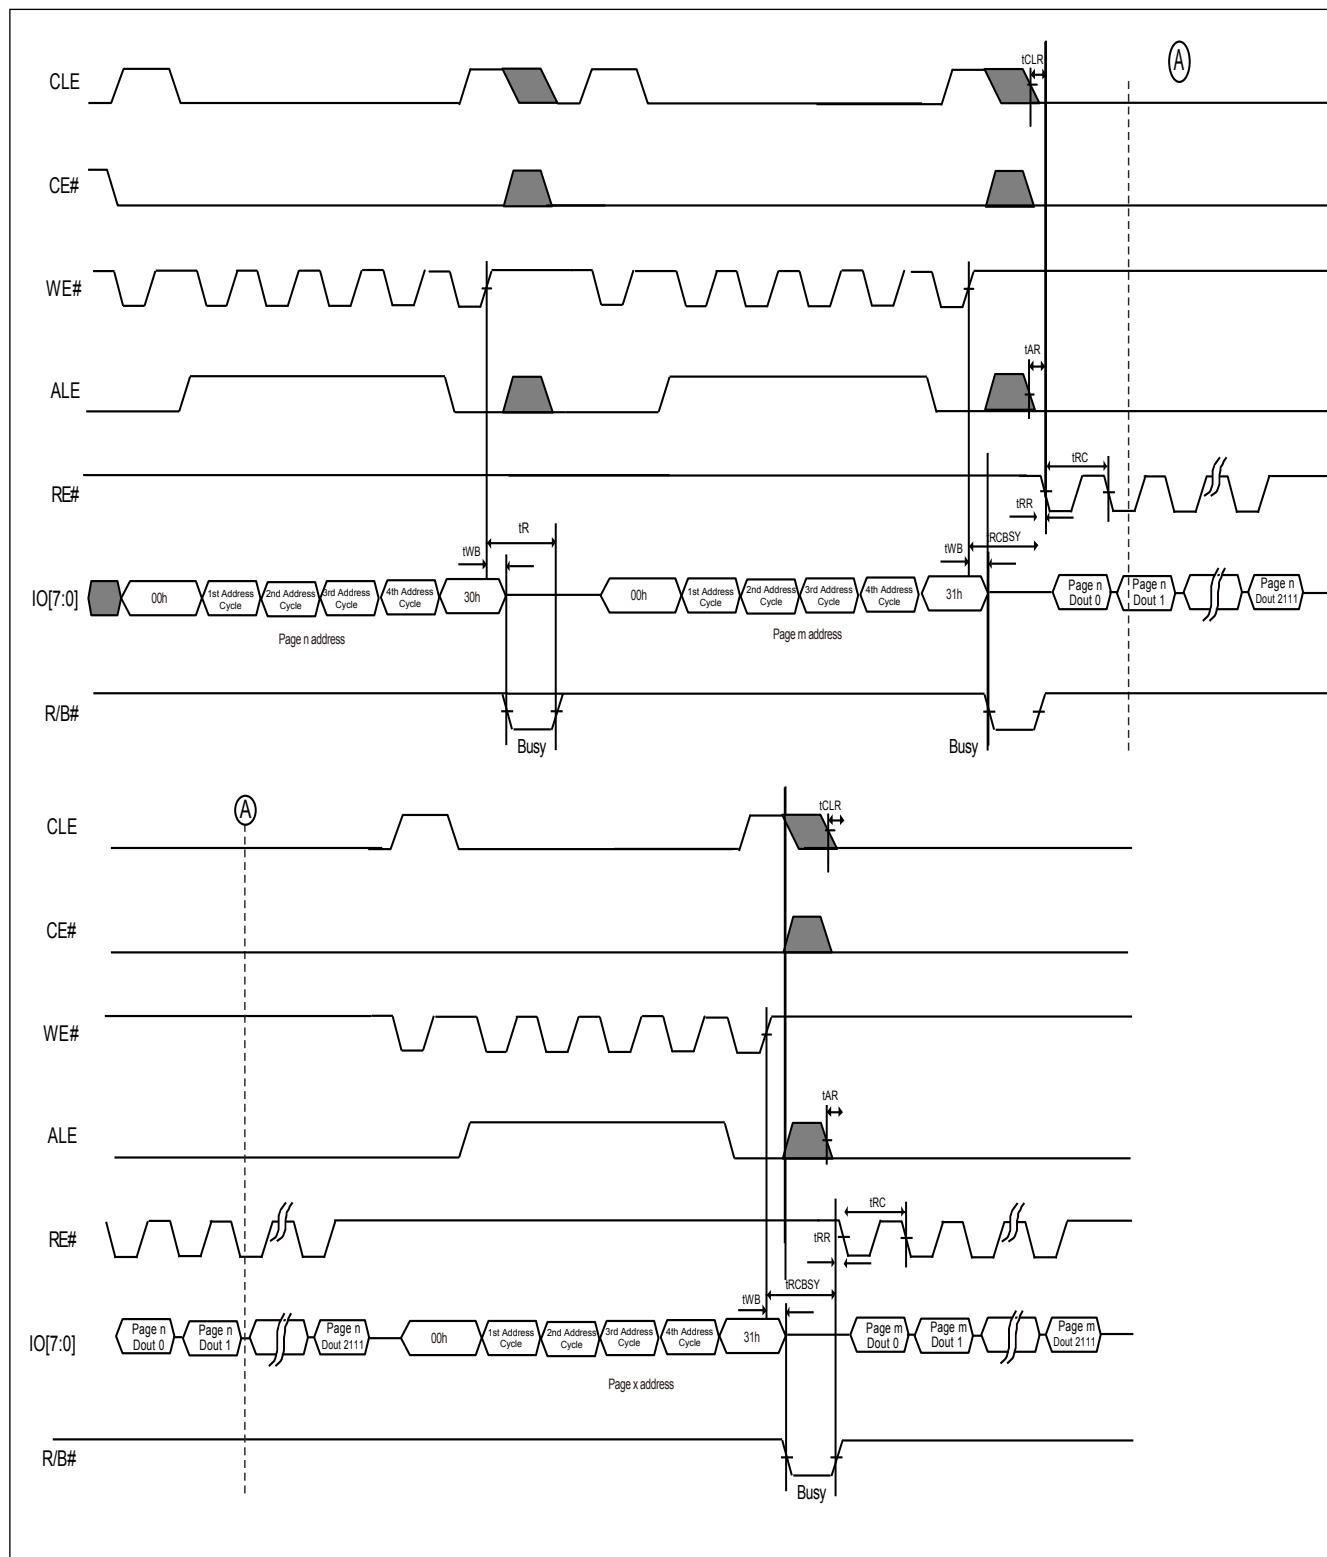 CLE
tCLR
A
CE#
WE#
tAR
ALE
tRC
RE#
tRR
tR
tRCBSY
tWB
tWB
IO[7:0]
00h
1st Address Cycle
2nd Address Cycle
3rd Address Cycle
4th Address Cycle
30h
00h
1st Address Cycle
2nd Address Cycle
3rd Address Cycle
4th Address Cycle
31h
Page n Dout 0
Page n Dout 1
Page n Dout 2111
Page n address
Page m address
R/B#
Busy
Busy
A
CLE
tCLR
CE#
WE#
tAR
ALE
tRC
RE#
tRR
tRCBSY
tWB
IO[7:0]
Page n Dout 0
Page n Dout 1
Page n Dout 2111
00h
1st Address Cycle
2nd Address Cycle
3rd Address Cycle
4th Address Cycle
31h
Page m Dout 0
Page m Dout 1
Page m Dout 2111
Page x address
R/B#
Busy